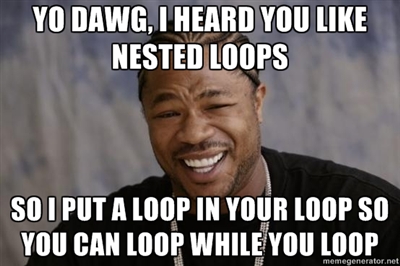 YO DAWG, I HEARD YOU LIKE
NESTED LOOPS
SO I PUT A LOOP IN YOUR LOOP SO
YOU CAN LOOP WHILE YOU LOOP
memegenerator.net